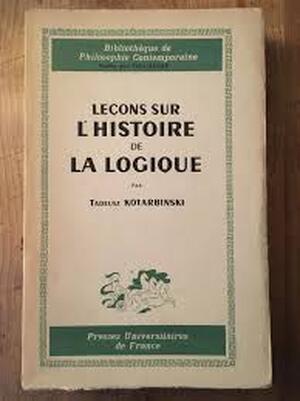 Bibliothèque de
Philosophie Contemporaine
LEÇONS SUR
L'HISTOIRE
DE
LA LOGIQUE
PAR
TADEUSZ KOTARBINSKI
Presses Universitaires
de France